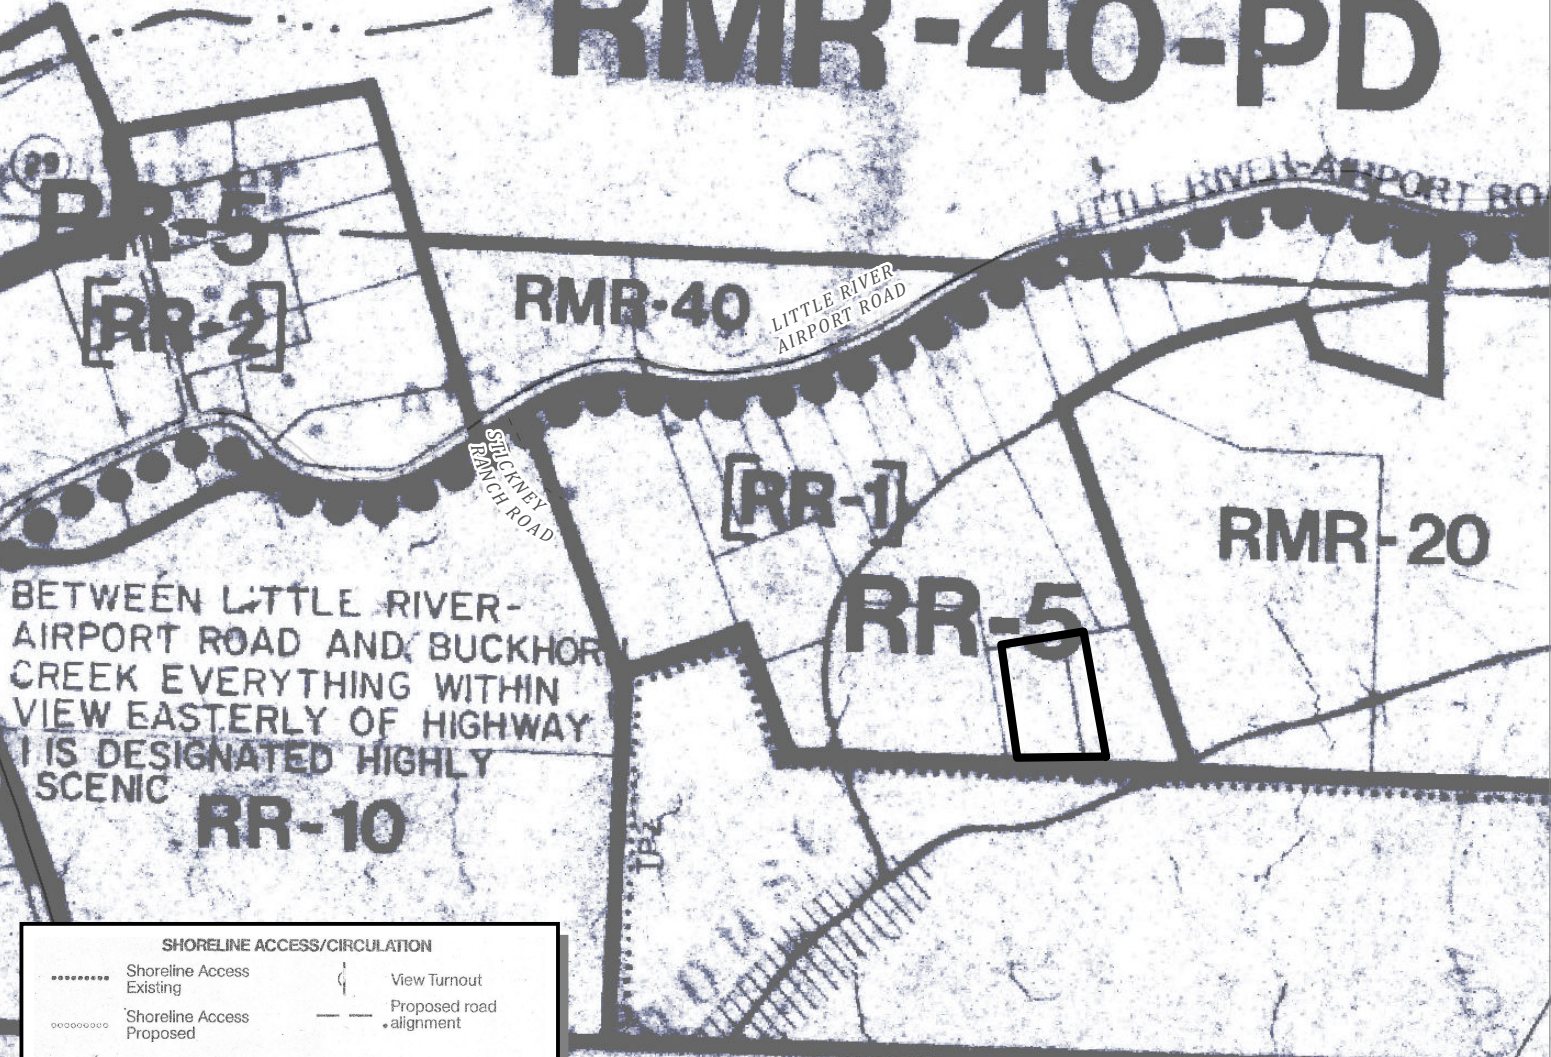 RMR-40-PD
29
LITTLE RIVER-AIRPORT ROA
RR-5
[RR-2]
RMR-40
LITTLE RIVER
AIRPORT ROAD
STICKNEY
RANCH ROAD
[RR-1]
RMR-20
RR-5
BETWEEN LITTLE RIVER-
AIRPORT ROAD AND BUCKHORN
CREEK EVERYTHING WITHIN
VIEW EASTERLY OF HIGHWAY
1 IS DESIGNATED HIGHLY
SCENIC
RR-10
SHORELINE ACCESS/CIRCULATION
Shoreline Access
Existing
View Turnout
Shoreline Access
Proposed
Proposed road
alignment